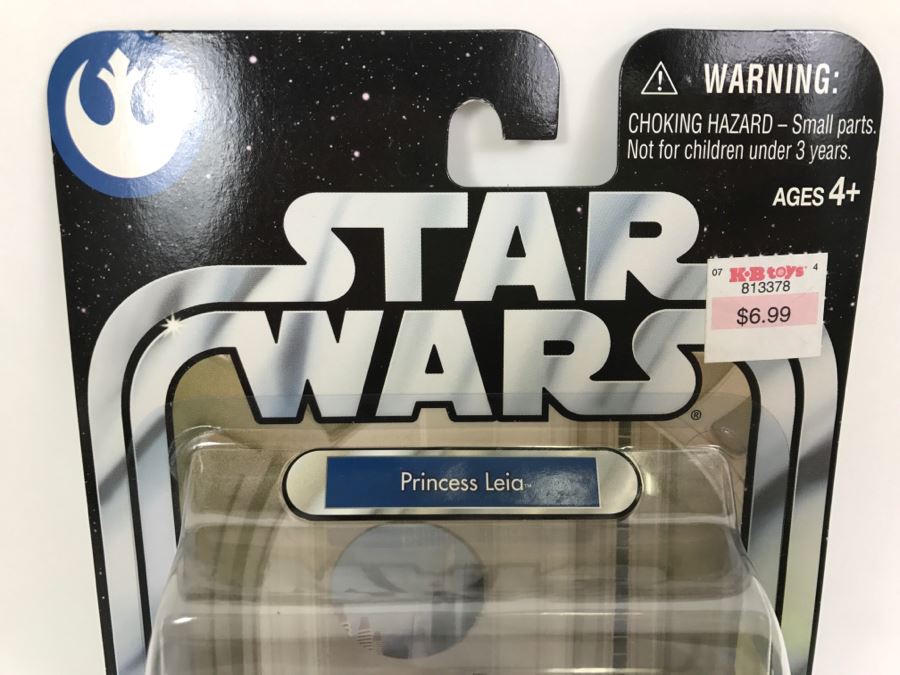 WARNING:
CHOKING HAZARD – Small parts.
Not for children under 3 years.
AGES 4+
STAR
WARS®
07 K·B toys® 4
813378
$6.99
Princess Leia™